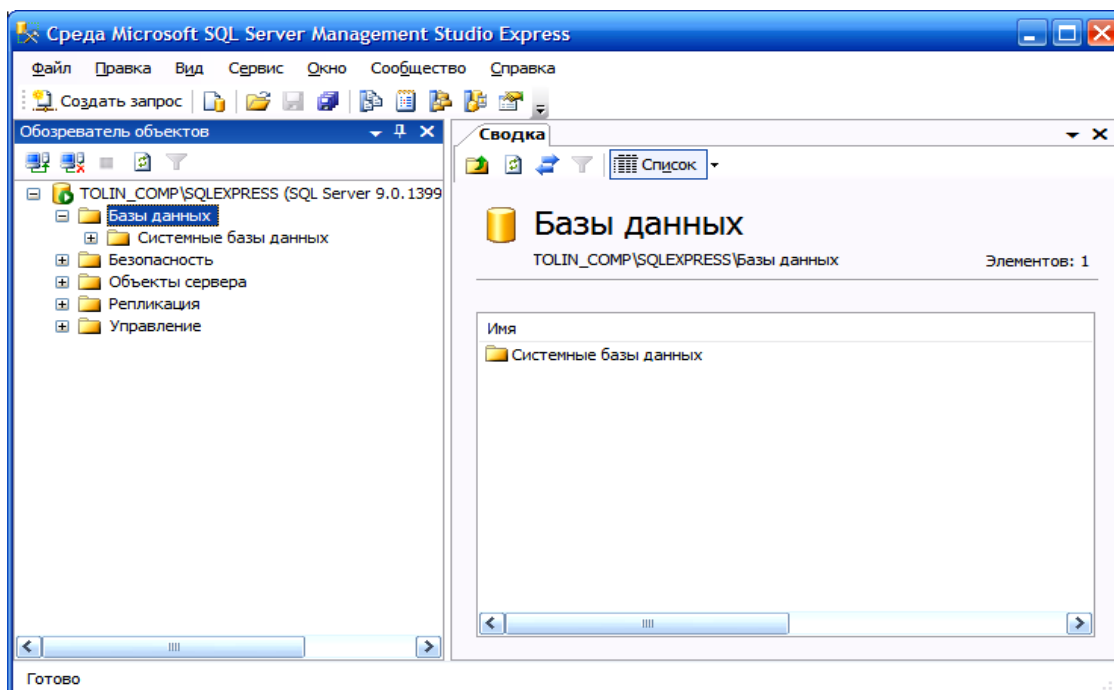 Среда Microsoft SQL Server Management Studio Express
Файл Правка Вид Сервис Окно Сообщество Справка
Создать запрос
Обозреватель объектов
Сводка
Список
TOLIN_COMP\SQLEXPRESS (SQL Server 9.0.1399
Базы данных
Системные базы данных
Безопасность
Объекты сервера
Репликация
Управление
Базы данных
TOLIN_COMP\SQLEXPRESS\Базы данных Элементов: 1
Имя
Системные базы данных
Готово